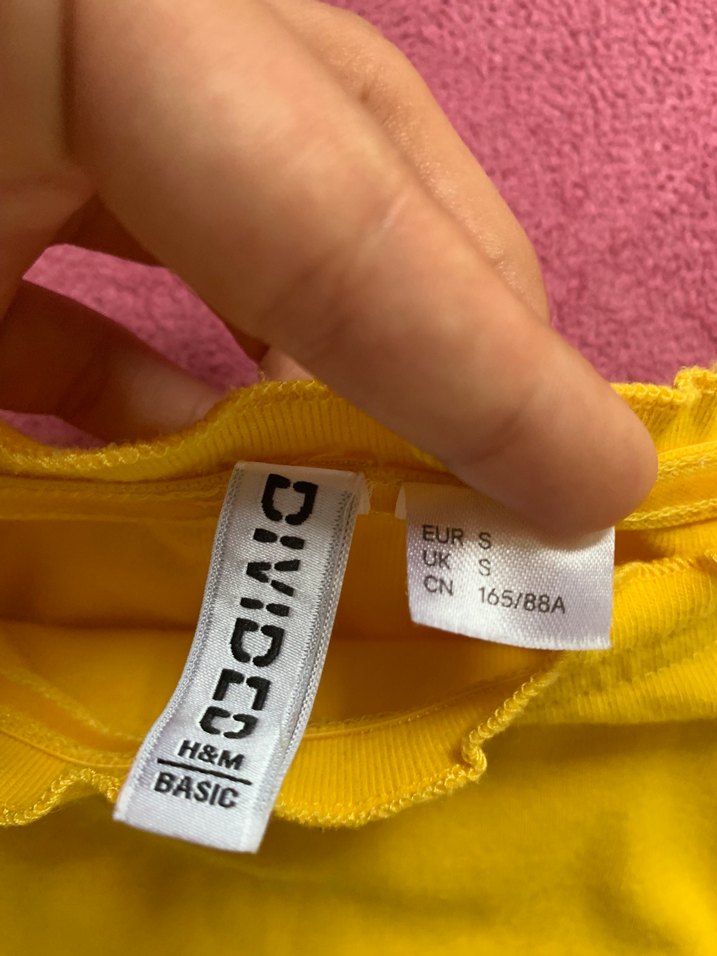 DIVIDED
H&M
BASIC
EUR S
UK S
CN 165/88A